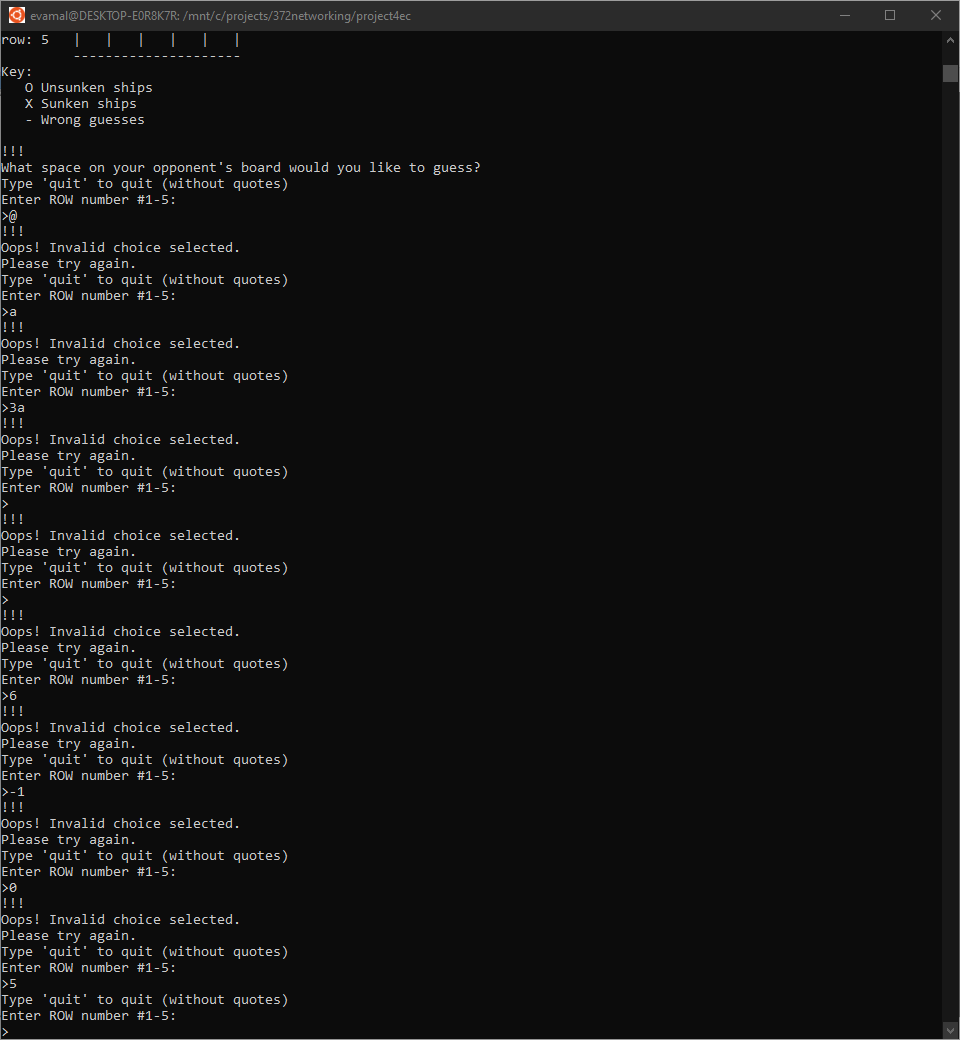 evamal@DESKTOP-E0R8K7R: /mnt/c/projects/372networking/project4ec
row: 5   |   |   |   |   |   |
         ---------------------
Key:
   O Unsunken ships
   X Sunken ships
   - Wrong guesses

!!!
What space on your opponent's board would you like to guess?
Type 'quit' to quit (without quotes)
Enter ROW number #1-5:
>@
!!!
Oops! Invalid choice selected.
Please try again.
Type 'quit' to quit (without quotes)
Enter ROW number #1-5:
>a
!!!
Oops! Invalid choice selected.
Please try again.
Type 'quit' to quit (without quotes)
Enter ROW number #1-5:
>3a
!!!
Oops! Invalid choice selected.
Please try again.
Type 'quit' to quit (without quotes)
Enter ROW number #1-5:
>
!!!
Oops! Invalid choice selected.
Please try again.
Type 'quit' to quit (without quotes)
Enter ROW number #1-5:
>
!!!
Oops! Invalid choice selected.
Please try again.
Type 'quit' to quit (without quotes)
Enter ROW number #1-5:
>6
!!!
Oops! Invalid choice selected.
Please try again.
Type 'quit' to quit (without quotes)
Enter ROW number #1-5:
>-1
!!!
Oops! Invalid choice selected.
Please try again.
Type 'quit' to quit (without quotes)
Enter ROW number #1-5:
>0
!!!
Oops! Invalid choice selected.
Please try again.
Type 'quit' to quit (without quotes)
Enter ROW number #1-5:
>5
Type 'quit' to quit (without quotes)
Enter ROW number #1-5:
>